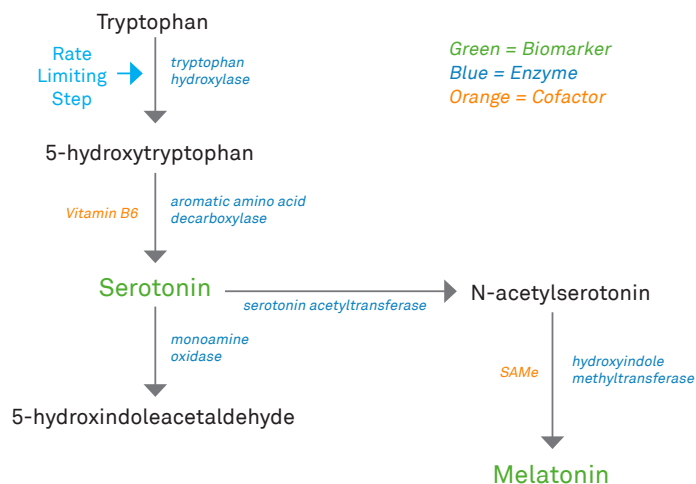 Tryptophan
Rate
Limiting
Step
tryptophan
hydroxylase
Green = Biomarker
Blue = Enzyme
Orange = Cofactor
5-hydroxytryptophan
Vitamin B6
aromatic amino acid
decarboxylase
Serotonin
serotonin acetyltransferase
N-acetylserotonin
monoamine
oxidase
SAMe
hydroxyindole
methyltransferase
5-hydroxindoleacetaldehyde
Melatonin